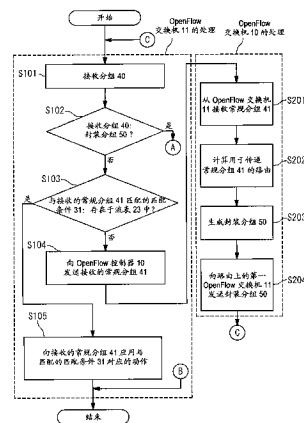 开始
OpenFlow
交换机 11 的处理
OpenFlow
交换机 10 的处理
C
S101
接收分组 40
S102
接收分组 40:
封装分组 50？
是
A
否
S103
与接收的常规分组 41 匹配的匹配
条件 31：存在于流表 23 中？
是
否
S104
向 OpenFlow 控制器 10
发送接收的常规分组 41
S105
向接收的常规分组 41 应用与
匹配的匹配条件 31 对应的动作
B
结束
S201
从 OpenFlow 交换机
11 接收常规分组 41
S202
计算用于传递
常规分组 41 的路由
S203
生成封装分组 50
S204
向路由上的第一
OpenFlow 交换机 11
发送封装分组 50
C